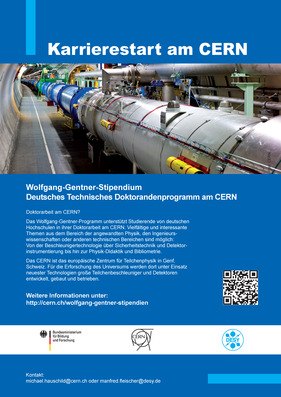 Karrierestart am CERN
Wolfgang-Gentner-Stipendium
Deutsches Technisches Doktorandenprogramm am CERN
Doktorarbeit am CERN?
Das Wolfgang-Gentner-Programm unterstützt Studierende von deutschen
Hochschulen in ihrer Doktorarbeit am CERN. Vielfältige und interessante
Themen aus dem Bereich der angewandten Physik, den Ingenieurs-
wissenschaften oder anderen technischen Bereichen sind möglich:
Von der Beschleunigertechnologie über Sicherheitstechnik und Detektor-
instrumentierung bis hin zur Physik-Didaktik und Bibliometrie.
Das CERN ist das europäische Zentrum für Teilchenphysik in Genf,
Schweiz. Für die Erforschung des Universums werden dort unter Einsatz
neuester Technologien große Teilchenbeschleuniger und Detektoren
entwickelt, gebaut und betrieben.
Weitere Informationen unter:
http://cern.ch/wolfgang-gentner-stipendien
Bundesministerium
für Bildung
und Forschung
CERN
DESY
Kontakt:
michael.hauschild@cern.ch oder manfred.fleischer@desy.de